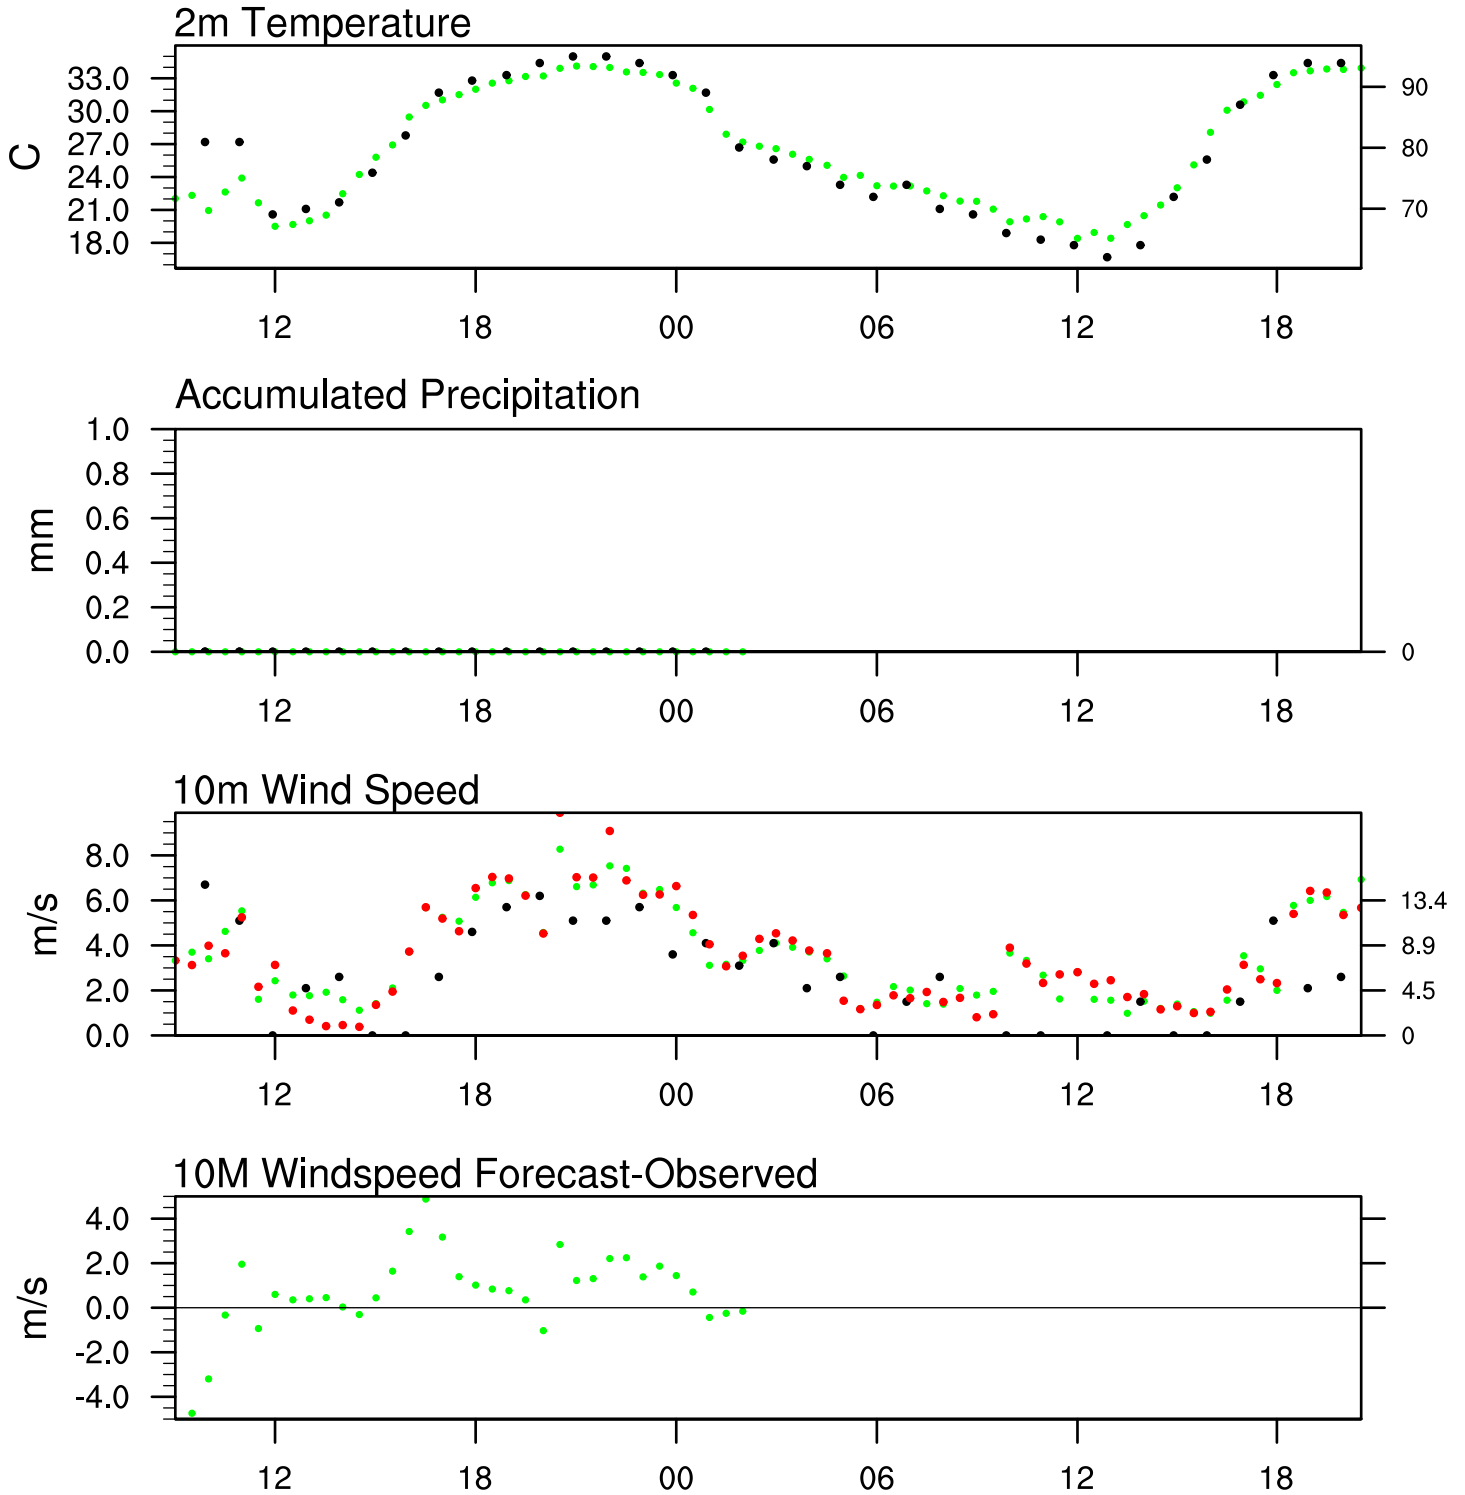 2m Temperature
C
33.0
30.0
27.0
24.0
21.0
18.0
90
80
70
12 18 00 06 12 18
Accumulated Precipitation
mm
1.0
0.8
0.6
0.4
0.2
0.0
0
12 18 00 06 12 18
10m Wind Speed
m/s
8.0
6.0
4.0
2.0
0.0
13.4
8.9
4.5
0
12 18 00 06 12 18
10M Windspeed Forecast-Observed
m/s
4.0
2.0
0.0
-2.0
-4.0
12 18 00 06 12 18